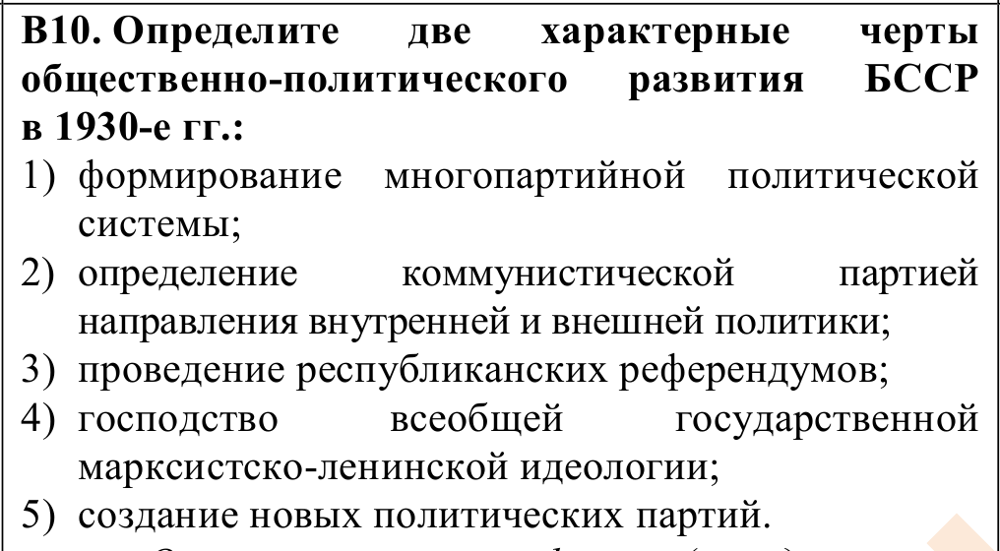 В10. Определите две характерные черты
общественно-политического развития БССР
в 1930-е гг.:
1) формирование многопартийной политической
системы;
2) определение коммунистической партией
направления внутренней и внешней политики;
3) проведение республиканских референдумов;
4) господство всеобщей государственной
марксистско-ленинской идеологии;
5) создание новых политических партий.